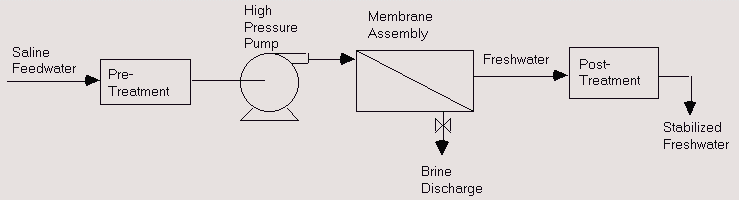 Saline
Feedwater
Pre-
Treatment
High
Pressure
Pump
Membrane
Assembly
Freshwater
Post-
Treatment
Stabilized
Freshwater
Brine
Discharge